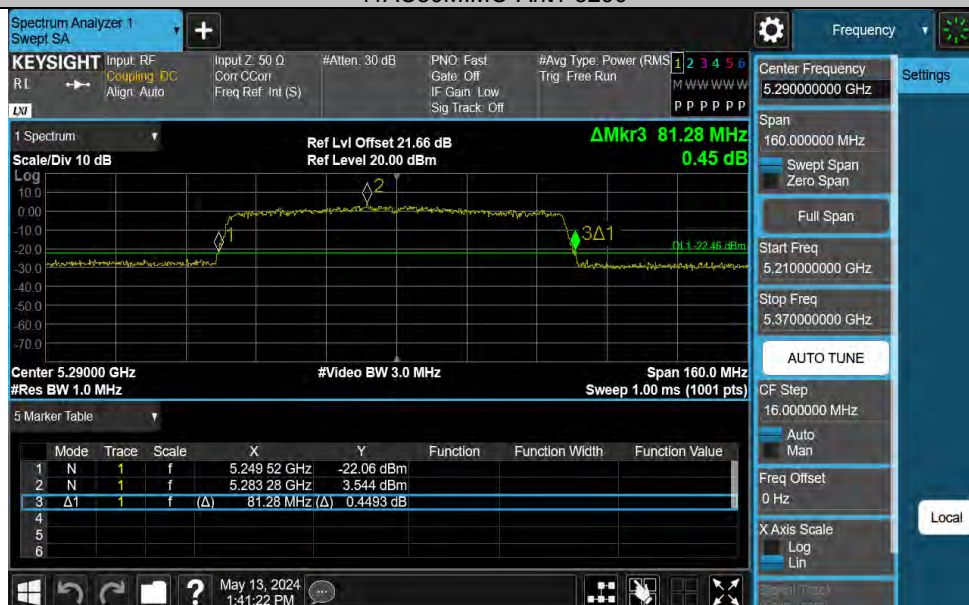 Spectrum Analyzer 1
Swept SA
Frequency
KEYSIGHT
RL
LXI
Input: RF
Coupling: DC
Align: Auto
Input Z: 50 Ω
Corr CCorr
Freq Ref: Int (S)
#Atten: 30 dB
PNO: Fast
Gate: Off
IF Gain: Low
Sig Track: Off
#Avg Type: Power (RMS
Trig: Free Run
1 2 3 4 5 6
M W W W W W
P P P P P P
1 Spectrum
Scale/Div 10 dB
Ref Lvl Offset 21.66 dB
Ref Level 20.00 dBm
ΔMkr3 81.28 MHz
0.45 dB
Log
10.0
0.00
-10.0
-20.0
-30.0
-40.0
-50.0
-60.0
-70.0
1
2
3Δ1
DL1 -22.46 dBm
Center 5.29000 GHz
#Video BW 3.0 MHz
Span 160.0 MHz
#Res BW 1.0 MHz
Sweep 1.00 ms (1001 pts)
5 Marker Table
Mode Trace Scale X Y Function Function Width Function Value
1 N 1 f 5.249 52 GHz -22.06 dBm
2 N 1 f 5.283 28 GHz 3.544 dBm
3 Δ1 1 f (Δ) 81.28 MHz (Δ) 0.4493 dB
4
5
6
?
May 13, 2024
1:41:22 PM
Center Frequency
5.290000000 GHz
Settings
Span
160.000000 MHz
Swept Span
Zero Span
Full Span
Start Freq
5.210000000 GHz
Stop Freq
5.370000000 GHz
AUTO TUNE
CF Step
16.000000 MHz
Auto
Man
Freq Offset
0 Hz
Local
X Axis Scale
Log
Lin
Signal Track